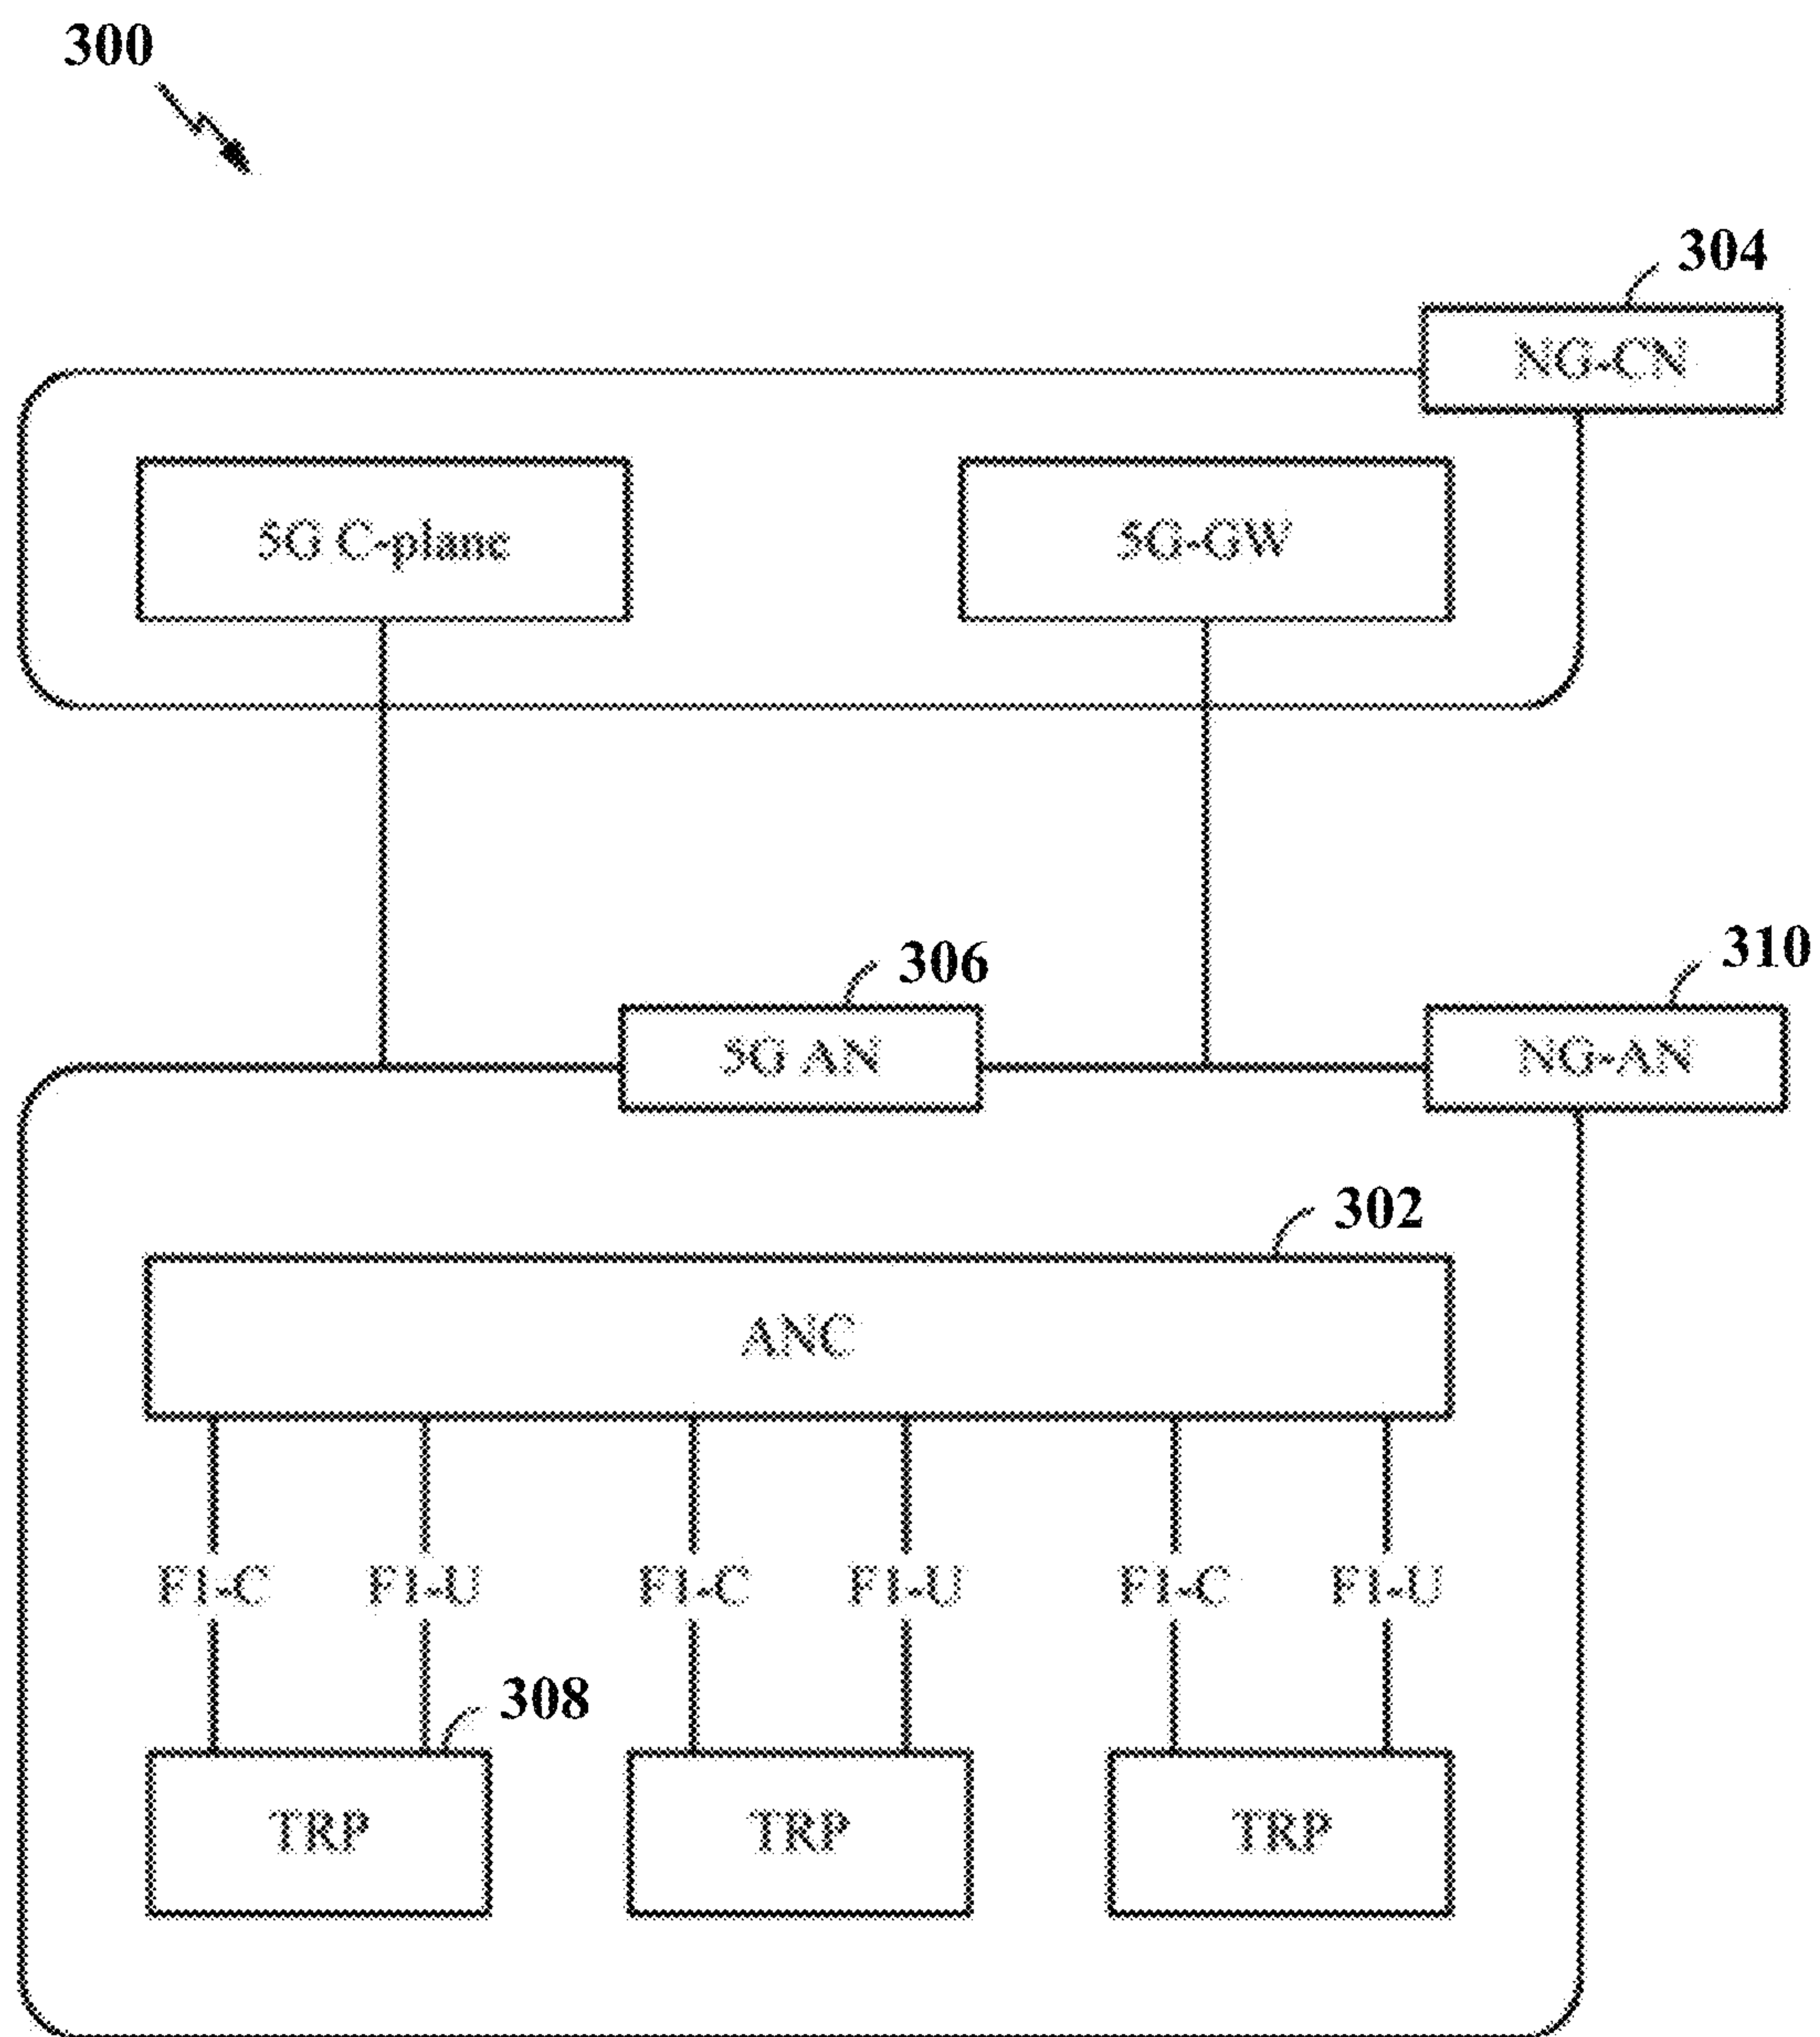 300
304
NG-CN
5G C-plane
5G-GW
306
310
5G AN
NG-AN
302
ANC
F1-C F1-U F1-C F1-U F1-C F1-U
308
TRP TRP TRP